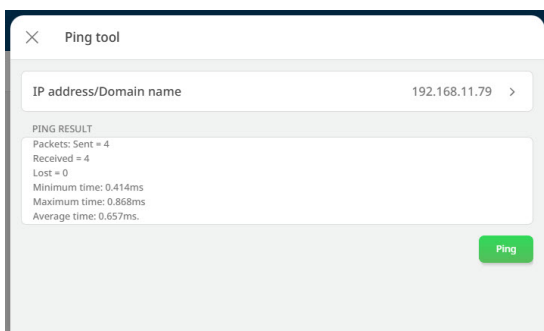 Ping tool
IP address/Domain name 192.168.11.79
PING RESULT
Packets: Sent = 4
Received = 4
Lost = 0
Minimum time: 0.414ms
Maximum time: 0.868ms
Average time: 0.657ms.
Ping